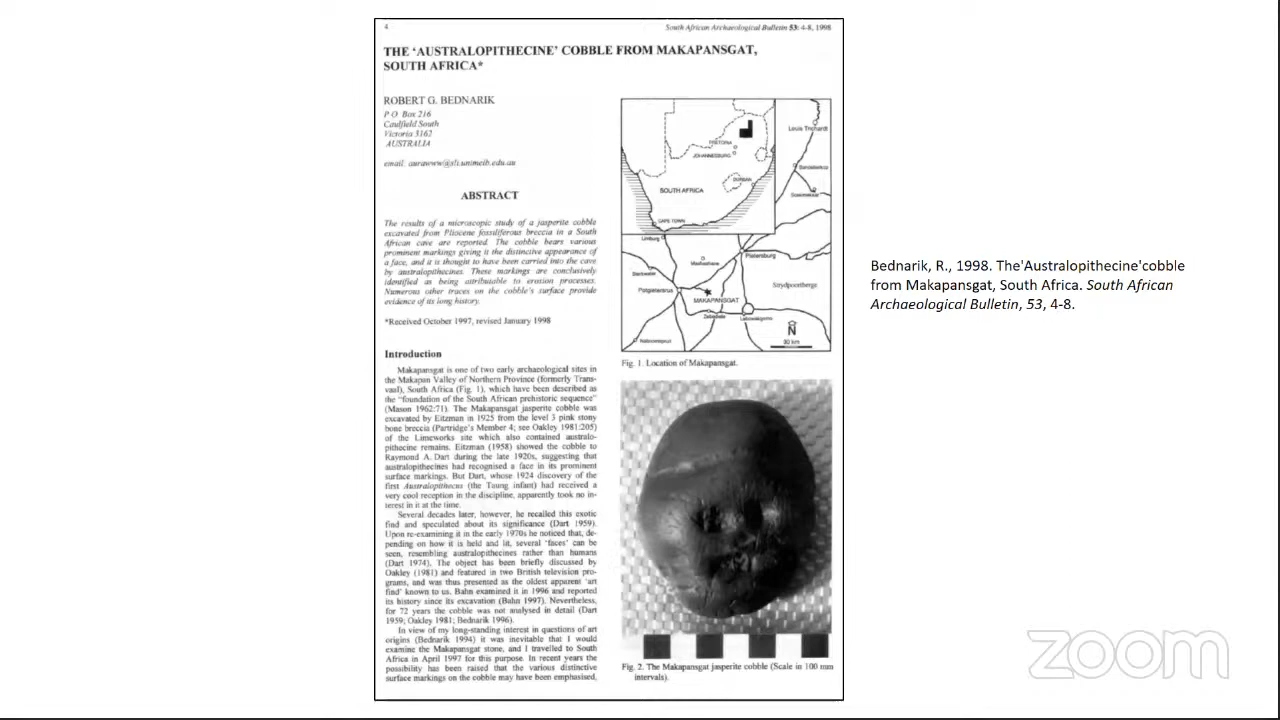 4
South African Archaeological Bulletin 53: 4-8, 1998
THE 'AUSTRALOPITHECINE' COBBLE FROM MAKAPANSGAT,
SOUTH AFRICA*
ROBERT G. BEDNARIK
P O Box 216
Caulfield South
Victoria 3162
AUSTRALIA
email:
ABSTRACT
The results of a microscopic study of a jasperite cobble
excavated from Pliocene fossiliferous breccia in a South
African cave are reported. The cobble bears various
prominent markings giving it the distinctive appearance of
a face, and it is thought to have been carried into the cave
by australopithecines. These markings are conclusively
identified as being attributable to erosion processes.
Numerous other traces on the cobble's surface provide
evidence of its long history.
*Received October 1997, revised January 1998
Introduction
Makapansgat is one of two early archaeological sites in
the Makapan Valley of Northern Province (formerly Trans-
vaal), South Africa (Fig. 1), which have been described as
the "foundation of the South African prehistoric sequence"
(Mason 1962:71). The Makapansgat jasperite cobble was
excavated by Eitzman in 1925 from the level 3 pink stony
bone breccia (Partridge's Member 4; see Oakley 1981:205)
of the Limeworks site which also contained australo-
pithecine remains. Eitzman (1958) showed the cobble to
Raymond A. Dart during the late 1920s, suggesting that
australopithecines had recognised a face in its prominent
surface markings. But Dart, whose 1924 discovery of the
first Australopithecus (the Taung infant) had received a
very cool reception in the discipline, apparently took no in-
terest in it at the time.
Several decades later, however, he recalled this exotic
find and speculated about its significance (Dart 1959).
Upon re-examining it in the early 1970s he noticed that, de-
pending on how it is held and lit, several 'faces' can be
seen, resembling australopithecines rather than humans
(Dart 1974). The object has been briefly discussed by
Oakley (1981) and featured in two British television pro-
grams, and was thus presented as the oldest apparent 'art
find' known to us. Bahn examined it in 1996 and reported
its history since its excavation (Bahn 1997). Nevertheless,
for 72 years the cobble was not analysed in detail (Dart
1959; Oakley 1981; Bednarik 1996).
In view of my long-standing interest in questions of art
origins (Bednarik 1994) it was inevitable that I would
examine the Makapansgat stone, and I travelled to South
Africa in April 1997 for this purpose. In recent years the
possibility has been raised that the various distinctive
surface markings on the cobble may have been emphasised,
Louis Trichardt
PRETORIA
JOHANNESBURG
DURBAN
SOUTH AFRICA
CAPE TOWN
Pietersburg
Potgietersrus
MAKAPANSGAT
Strydpoortberge
Zebediela
N
30 km
Fig. 1. Location of Makapansgat.
Fig. 2. The Makapansgat jasperite cobble (Scale in 100 mm
intervals).
Bednarik R., 1998. The'Australopithecine'cobble
from Makapansgat, South Africa. South African
Archaeological Bulletin, 53, 4-8.
zoom